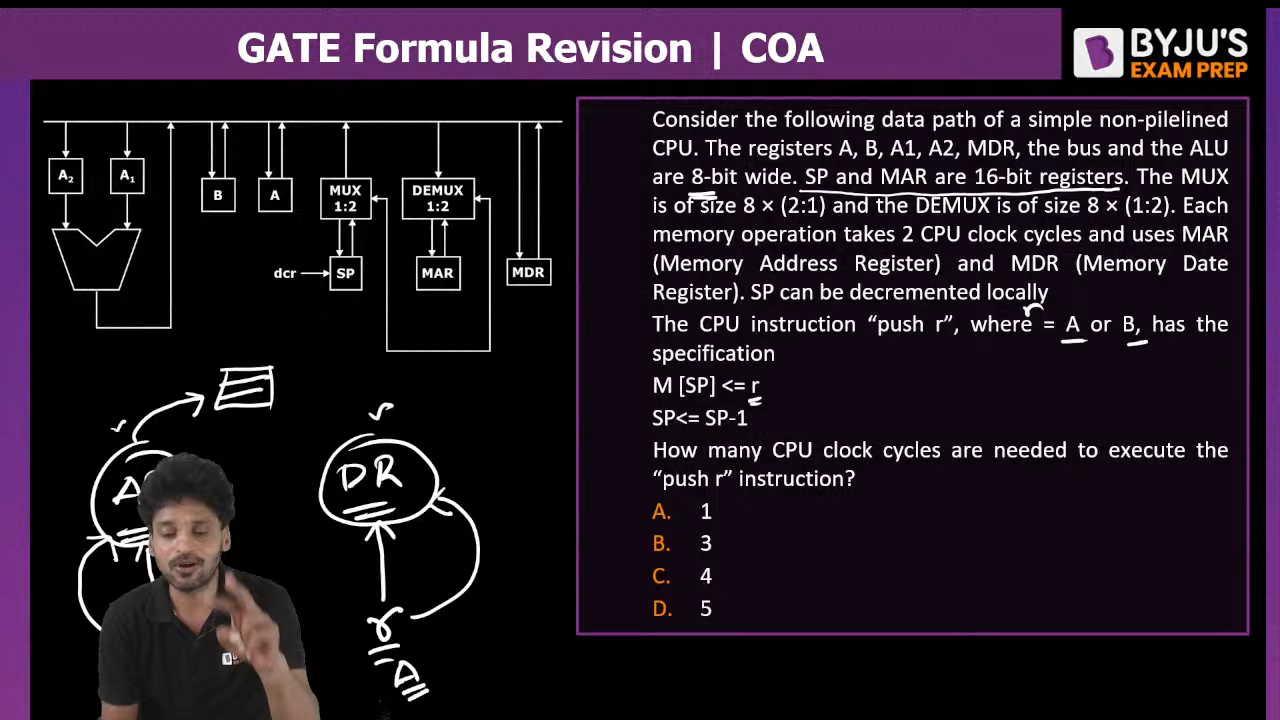 GATE Formula Revision | COA
BYJU'S
EXAM PREP
A2
A1
B
A
MUX
1:2
DEMUX
1:2
dcr
SP
MAR
MDR
Consider the following data path of a simple non-pilelined
CPU. The registers A, B, A1, A2, MDR, the bus and the ALU
are 8-bit wide. SP and MAR are 16-bit registers. The MUX
is of size 8 × (2:1) and the DEMUX is of size 8 × (1:2). Each
memory operation takes 2 CPU clock cycles and uses MAR
(Memory Address Register) and MDR (Memory Date
Register). SP can be decremented locally
The CPU instruction “push r”, where r = A or B, has the
specification
M [SP] <= r
SP<= SP-1
How many CPU clock cycles are needed to execute the
“push r” instruction?
A. 1
B. 3
C. 4
D. 5
DR
r
A